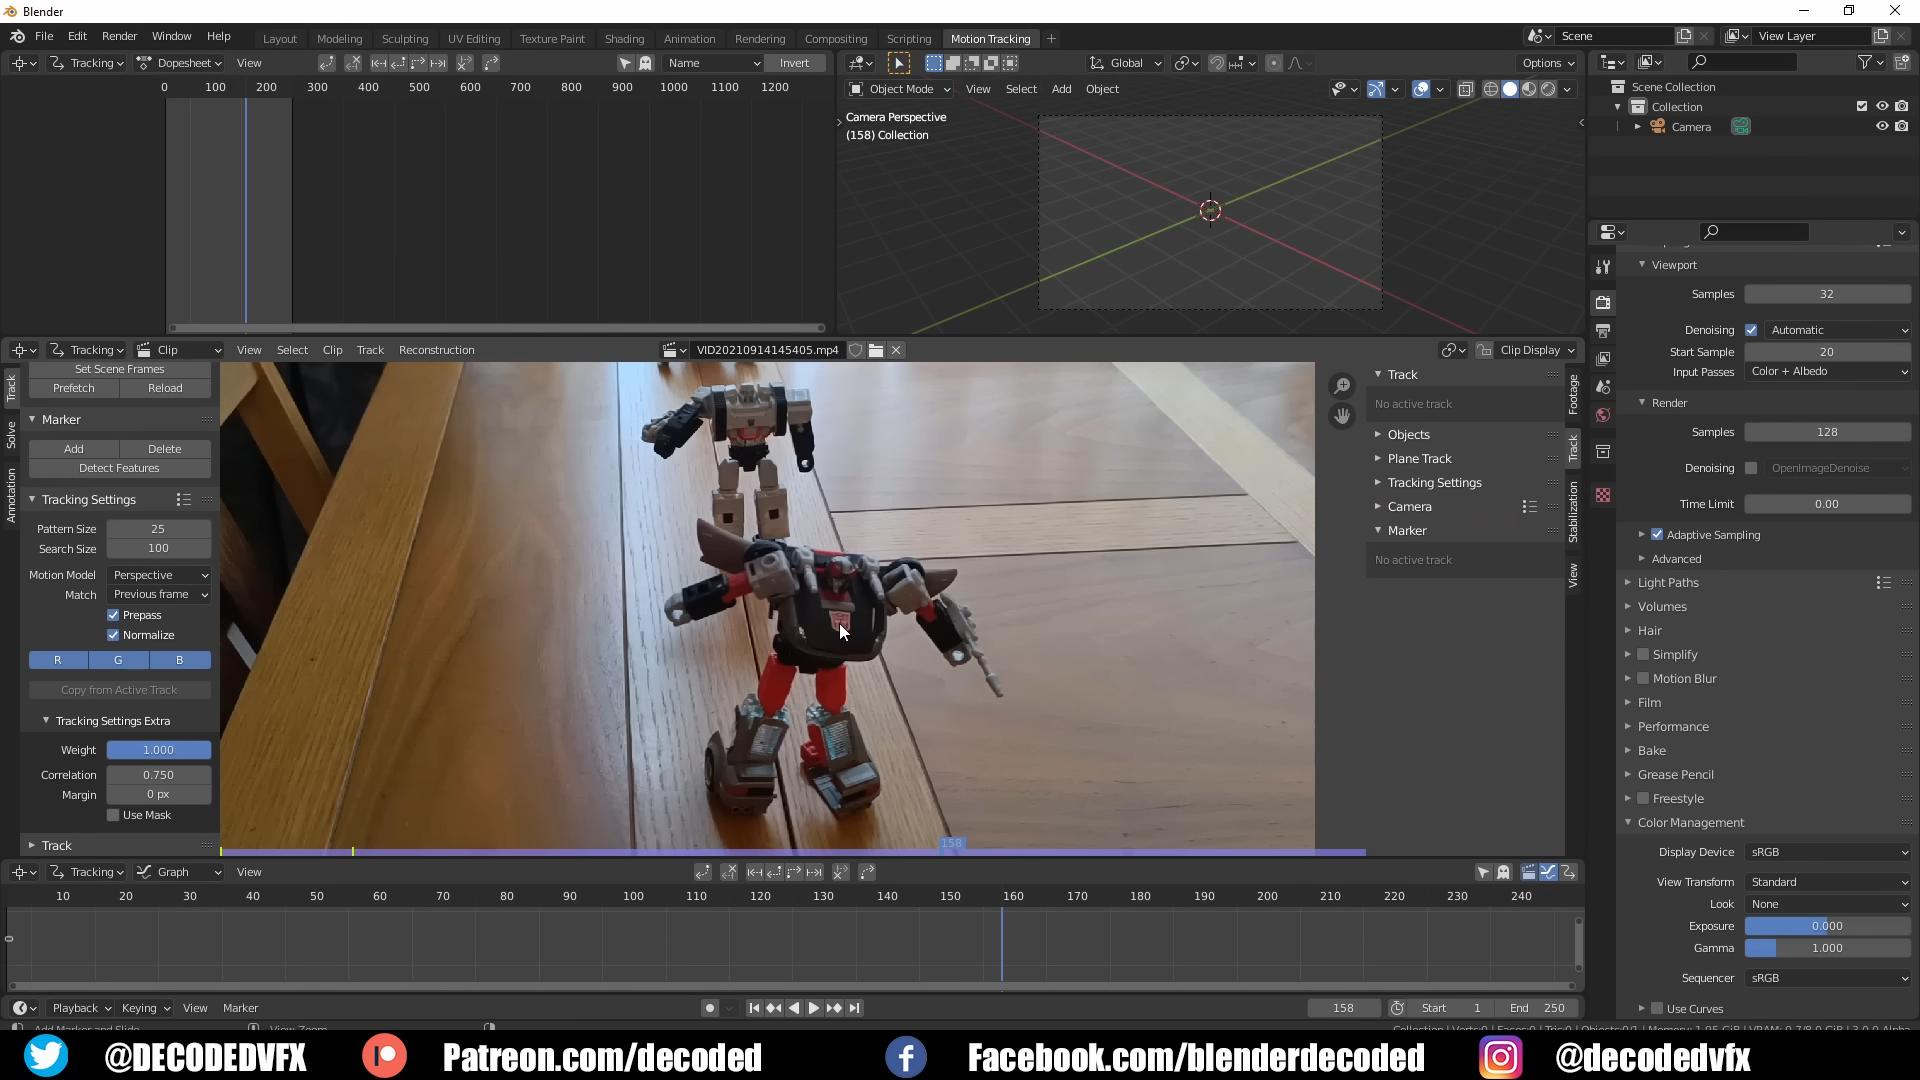 Blender
File Edit Render Window Help Layout Modeling Sculpting UV Editing Texture Paint Shading Animation Rendering Compositing Scripting Motion Tracking Scene View Layer
Tracking Dopesheet View Name Invert Global Options
0 100 200 300 400 500 600 700 800 900 1000 1100 1200
Object Mode View Select Add Object
Camera Perspective
(158) Collection
Scene Collection
Collection
Camera
Tracking Clip View Select Clip Track Reconstruction VID20210914145405.mp4 Clip Display
Set Scene Frames
Prefetch Reload
Marker
Add Delete
Detect Features
Tracking Settings
Pattern Size 25
Search Size 100
Motion Model Perspective
Match Previous frame
Prepass
Normalize
R G B
Copy from Active Track
Tracking Settings Extra
Weight 1.000
Correlation 0.750
Margin 0 px
Use Mask
Track
Track
Solve
Annotation
158
Track
No active track
Objects
Plane Track
Tracking Settings
Camera
Marker
No active track
Footage
Track
Stabilization
View
Viewport
Samples 32
Denoising Automatic
Start Sample 20
Input Passes Color + Albedo
Render
Samples 128
Denoising OpenImageDenoise
Time Limit 0.00
Adaptive Sampling
Advanced
Light Paths
Volumes
Hair
Simplify
Motion Blur
Film
Performance
Bake
Grease Pencil
Freestyle
Color Management
Display Device sRGB
View Transform Standard
Look None
Exposure 0.000
Gamma 1.000
Sequencer sRGB
Use Curves
Tracking Graph View
10 20 30 40 50 60 70 80 90 100 110 120 130 140 150 160 170 180 190 200 210 220 230 240
0
Playback Keying View Marker 158 Start 1 End 250
Add Marker and Slide View Zoom
@DECODEDVFX Patreon.com/decoded Facebook.com/blenderdecoded @decodedvfx